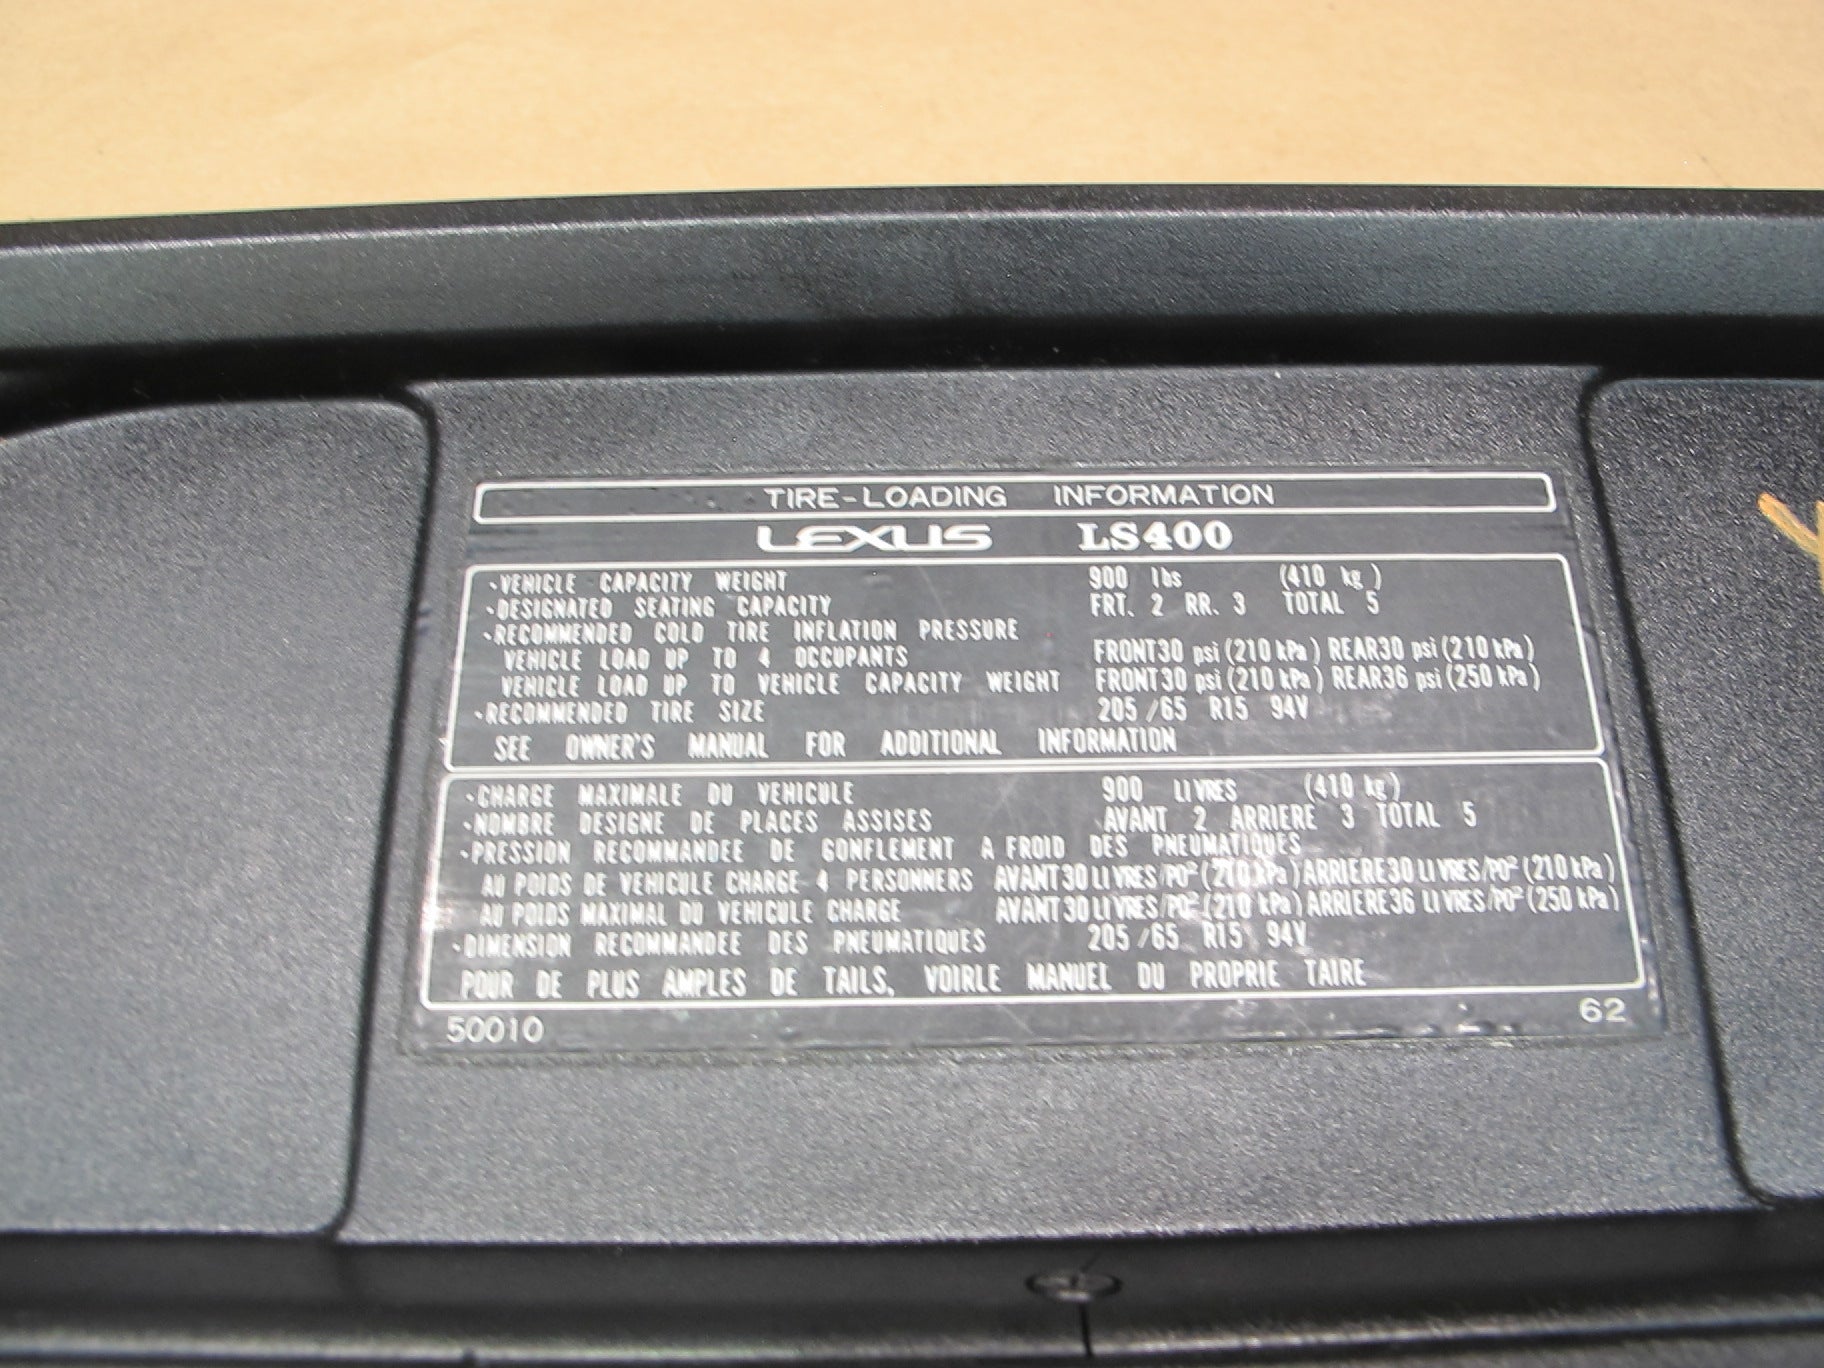 TIRE-LOADING INFORMATION
LEXUS LS400
•VEHICLE CAPACITY WEIGHT 900 lbs (410 kg)
•DESIGNATED SEATING CAPACITY FRT. 2 RR. 3 TOTAL 5
•RECOMMENDED COLD TIRE INFLATION PRESSURE
VEHICLE LOAD UP TO 4 OCCUPANTS FRONT30 psi (210 kPa) REAR30 psi (210 kPa)
VEHICLE LOAD UP TO VEHICLE CAPACITY WEIGHT FRONT30 psi (210 kPa) REAR36 psi (250 kPa)
•RECOMMENDED TIRE SIZE 205/65 R15 94V
SEE OWNER'S MANUAL FOR ADDITIONAL INFORMATION
•CHARGE MAXIMALE DU VEHICULE 900 LIVRES (410 kg)
•NOMBRE DESIGNE DE PLACES ASSISES AVANT 2 ARRIERE 3 TOTAL 5
•PRESSION RECOMMANDEE DE GONFLEMENT A FROID DES PNEUMATIQUES
AU POIDS DE VEHICULE CHARGE 4 PERSONNERS AVANT30 LIVRES/PO² (210 kPa) ARRIERE30 LIVRES/PO² (210 kPa)
AU POIDS MAXIMAL DU VEHICULE CHARGE AVANT30 LIVRES/PO² (210 kPa) ARRIERE36 LIVRES/PO² (250 kPa)
•DIMENSION RECOMMANDEE DES PNEUMATIQUES 205/65 R15 94V
POUR DE PLUS AMPLES DE TAILS, VOIRLE MANUEL DU PROPRIE TAIRE
50010 62